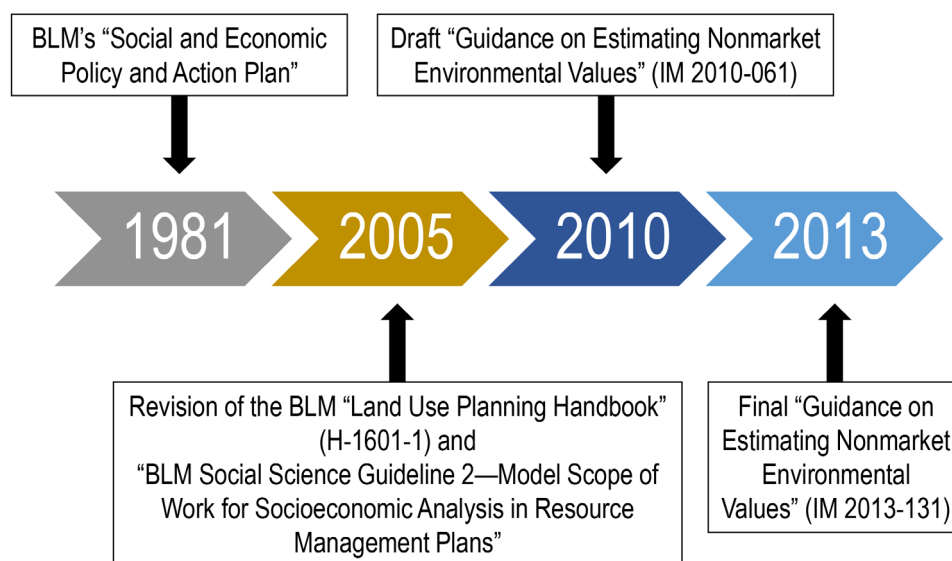 BLM’s “Social and Economic
Policy and Action Plan”
Draft “Guidance on Estimating Nonmarket
Environmental Values” (IM 2010-061)
1981
2005
2010
2013
Revision of the BLM “Land Use Planning Handbook”
(H-1601-1) and
“BLM Social Science Guideline 2—Model Scope of
Work for Socioeconomic Analysis in Resource
Management Plans”
Final “Guidance on
Estimating Nonmarket
Environmental
Values” (IM 2013-131)